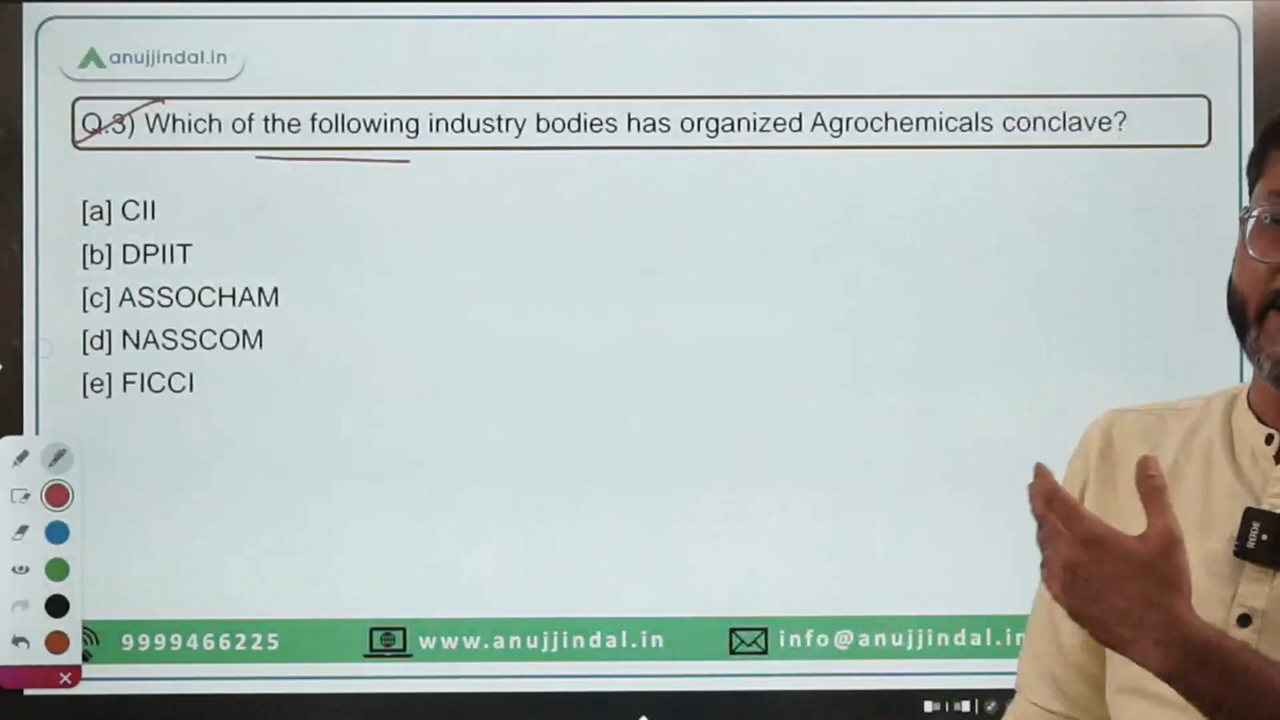 anujjindal.in
Q.3) Which of the following industry bodies has organized Agrochemicals conclave?
[a] CII
[b] DPIIT
[c] ASSOCHAM
[d] NASSCOM
[e] FICCI
RØDE
9999466225 www.anujjindal.in info@anujjindal.in